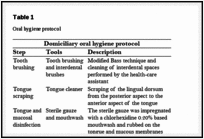 Table 1
Oral hygiene protocol
Domiciliary oral hygiene protocol
Step Tools Description
Tooth brushing Tooth brushing and interdental brushes Modified Bass technique and cleaning of interdental spaces performed by the health-care assistant
Tongue scraping Tongue cleaner Scraping of the lingual dorsum from the posterior aspect to the anterior aspect of the tongue
Tongue and mucosal disinfection Sterile gauze and mouthwash The sterile gauze was impregnated with a chlorhexidine 0.20% based mouthwash and rubbed on the tongue and mucous membranes